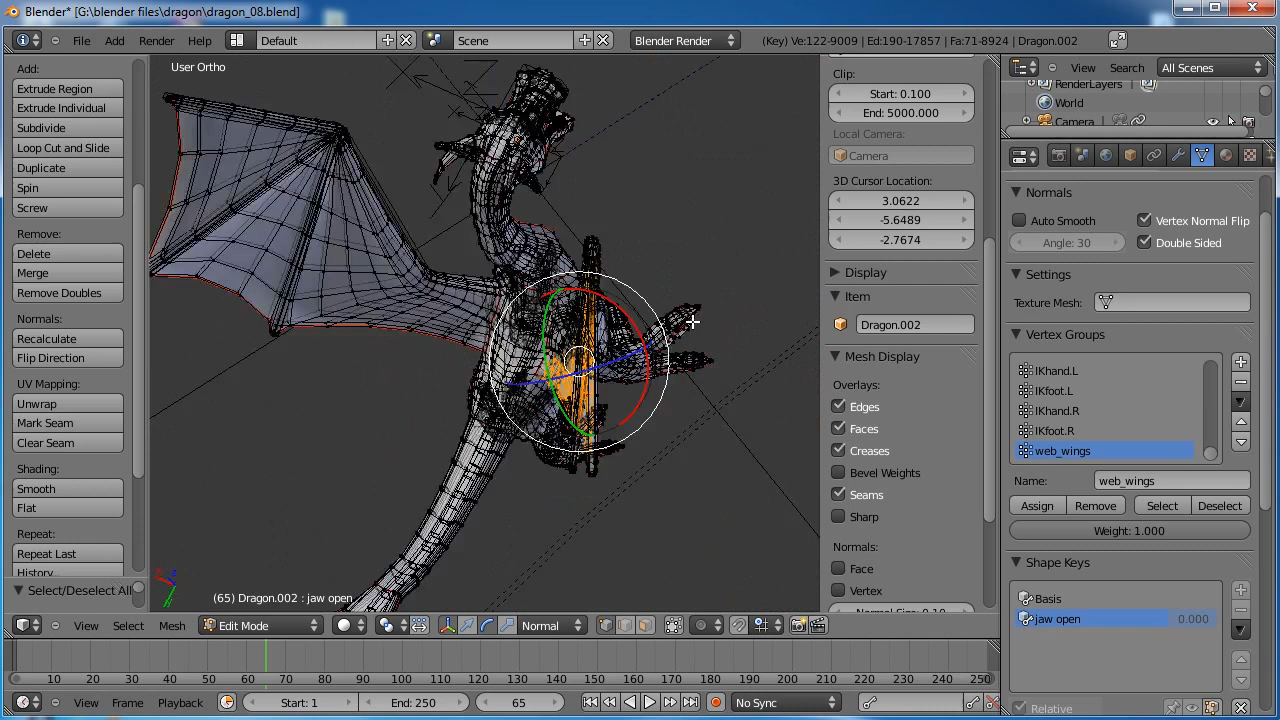 Blender* [G:\blender files\dragon\dragon_08.blend]
File Add Render Help Default Scene Blender Render (Key) Ve:122-9009 | Ed:190-17857 | Fa:71-8924 | Dragon.002
Add:
Extrude Region
Extrude Individual
Subdivide
Loop Cut and Slide
Duplicate
Spin
Screw
Remove:
Delete
Merge
Remove Doubles
Normals:
Recalculate
Flip Direction
UV Mapping:
Unwrap
Mark Seam
Clear Seam
Shading:
Smooth
Flat
Repeat:
Repeat Last
History...
Select/Deselect All
User Ortho
(65) Dragon.002 : jaw open
Clip:
Start: 0.100
End: 5000.000
Local Camera:
Camera
3D Cursor Location:
3.0622
-5.6489
-2.7674
Display
Item
Dragon.002
Mesh Display
Overlays:
Edges
Faces
Creases
Bevel Weights
Seams
Sharp
Normals:
Face
Vertex
Normal Size: 0.10
View Search All Scenes
RenderLayers
World
Camera
Normals
Auto Smooth Vertex Normal Flip
Angle: 30 Double Sided
Settings
Texture Mesh:
Vertex Groups
IKhand.L
IKfoot.L
IKhand.R
IKfoot.R
web_wings
Name: web_wings
Assign Remove Select Deselect
Weight: 1.000
Shape Keys
Basis
jaw open 0.000
Relative
View Select Mesh Edit Mode Normal
10 20 30 40 50 60 70 80 90 100 110 120 130 140 150 160 170 180 190 200 210 220 230 240 250
View Frame Playback Start: 1 End: 250 65 No Sync